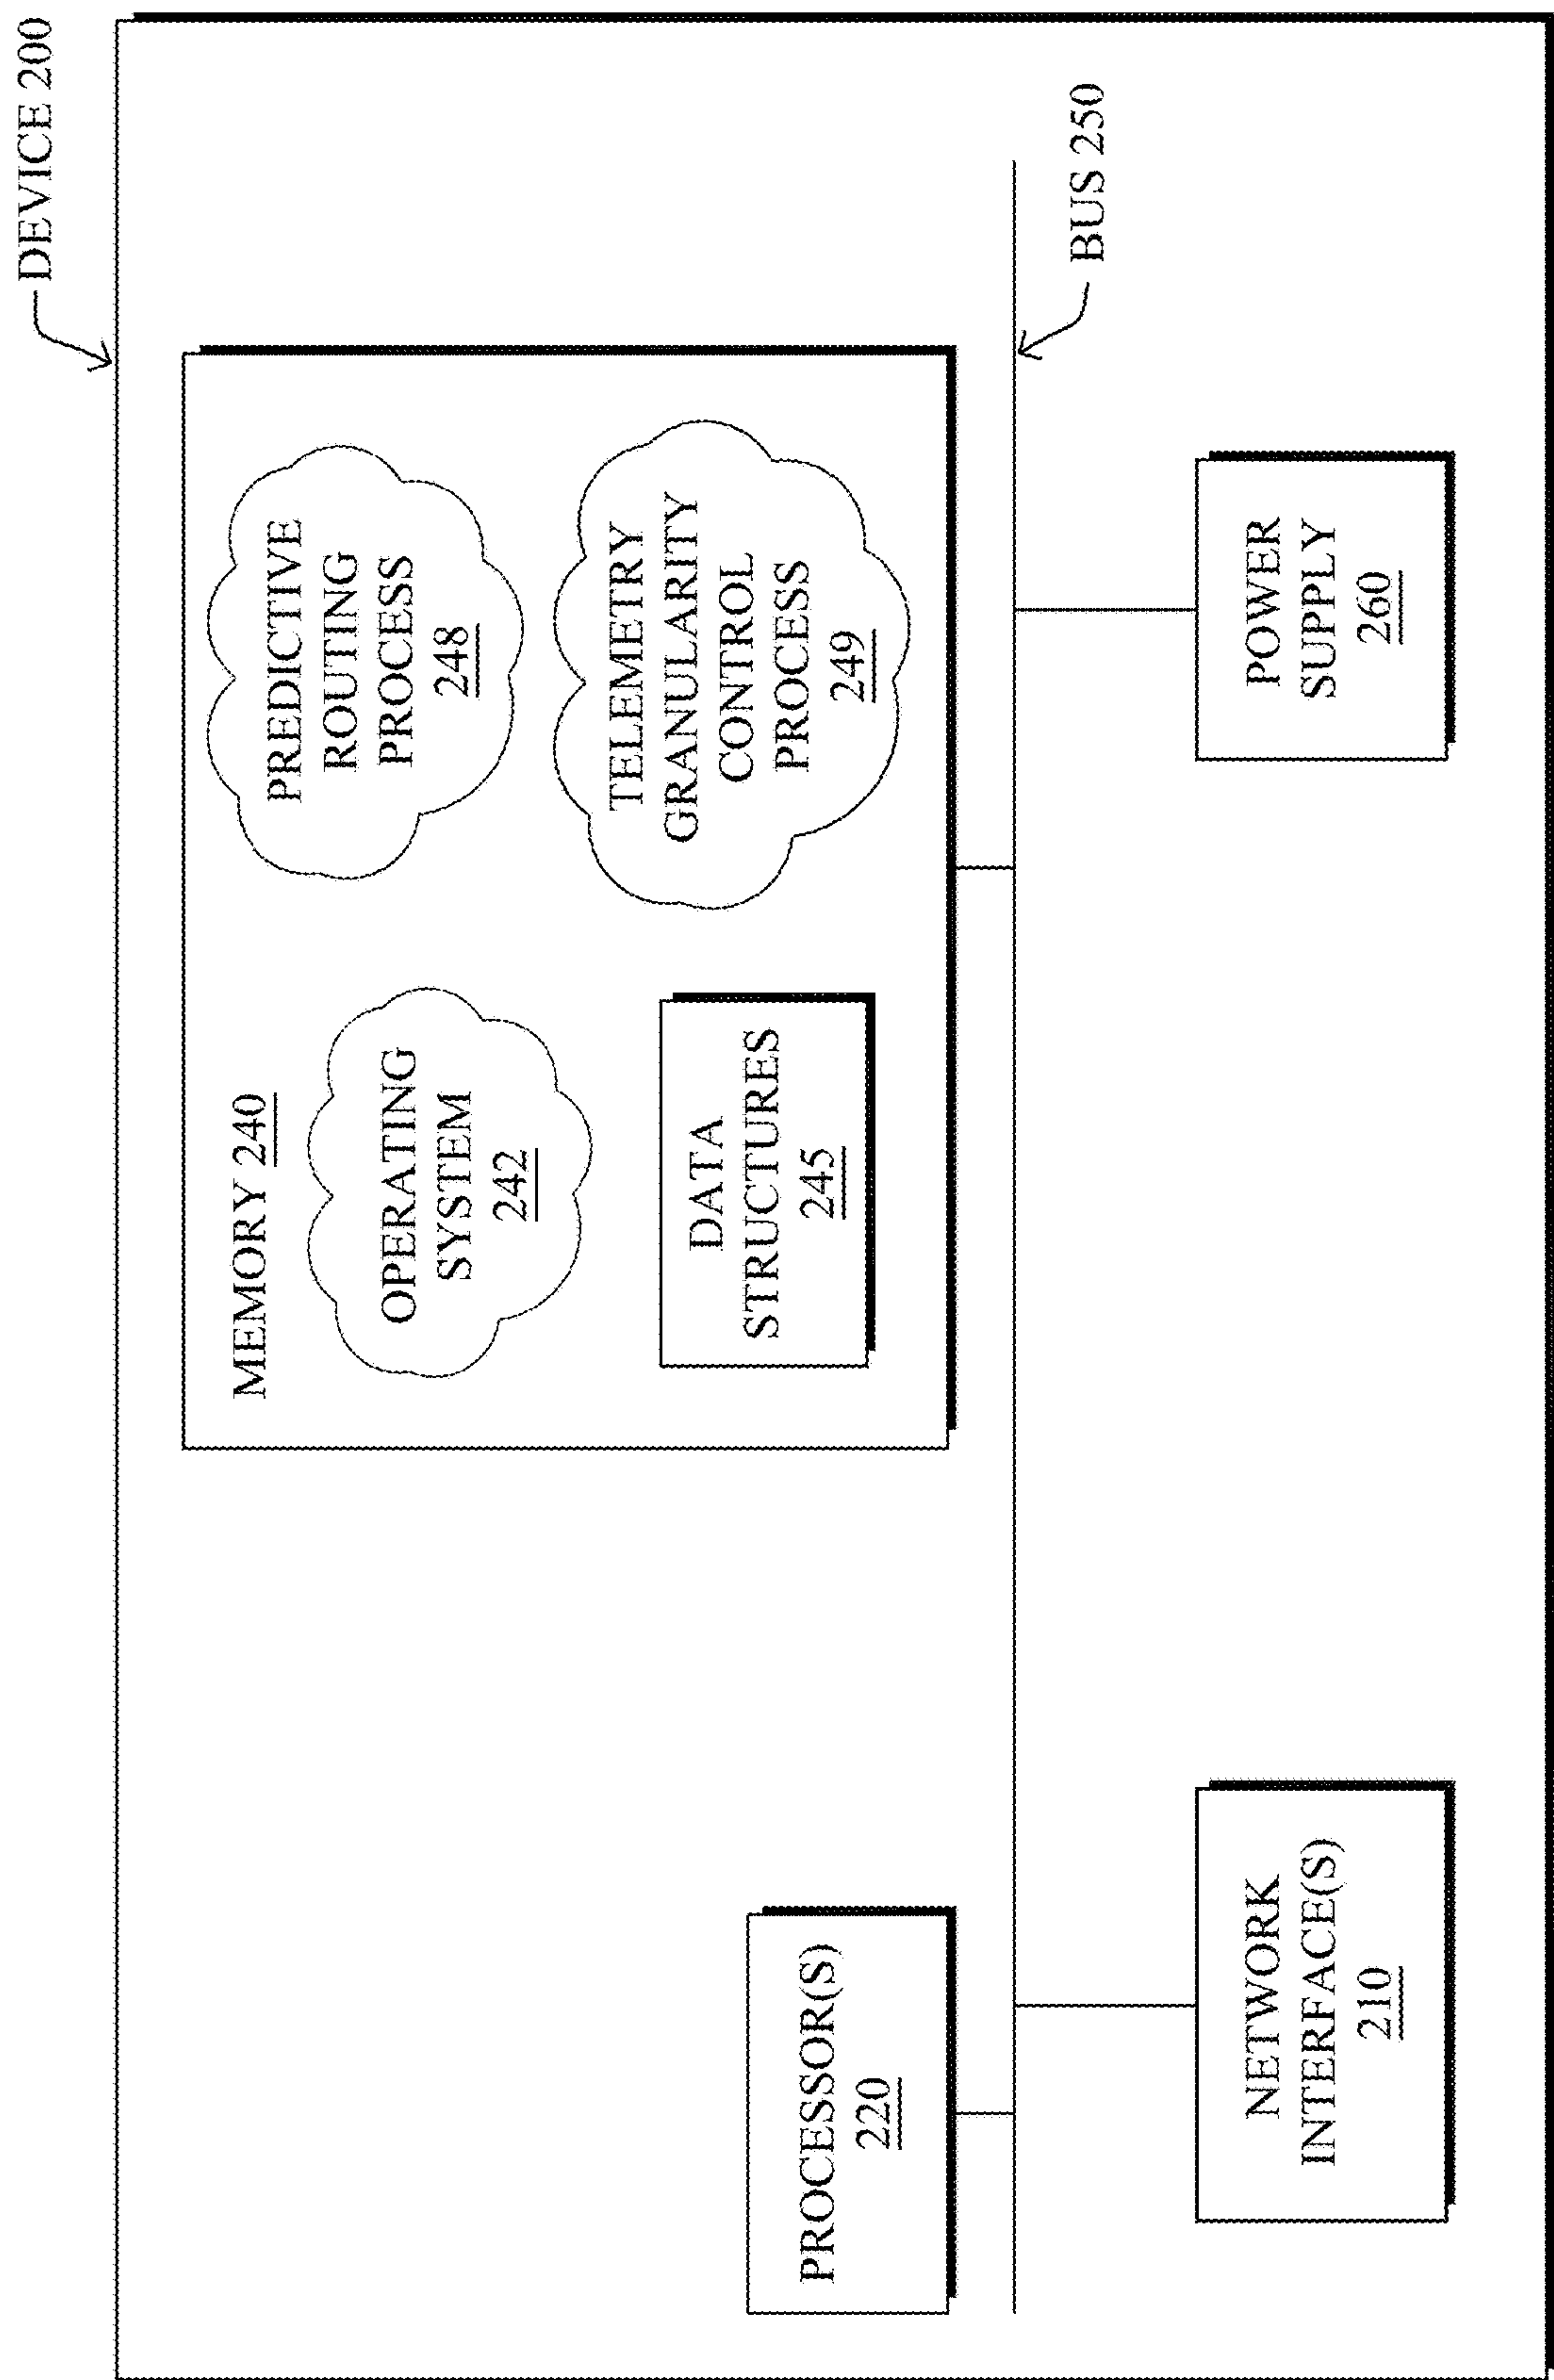 DEVICE 200
MEMORY 240
OPERATING
SYSTEM
242
DATA
STRUCTURES
245
PREDICTIVE
ROUTING
PROCESS
248
TELEMETRY
GRANULARITY
CONTROL
PROCESS
249
PROCESSOR(S)
220
BUS 250
NETWORK
INTERFACE(S)
210
POWER
SUPPLY
260